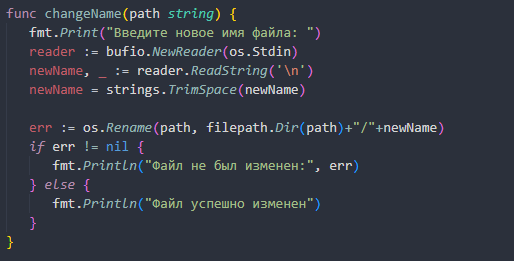 func changeName(path string) {
fmt.Print("Введите новое имя файла: ")
reader := bufio.NewReader(os.Stdin)
newName, _ := reader.ReadString('\n')
newName = strings.TrimSpace(newName)
err := os.Rename(path, filepath.Dir(path)+"/"+newName)
if err != nil {
fmt.Println("Файл не был изменен:", err)
} else {
fmt.Println("Файл успешно изменен")
}
}